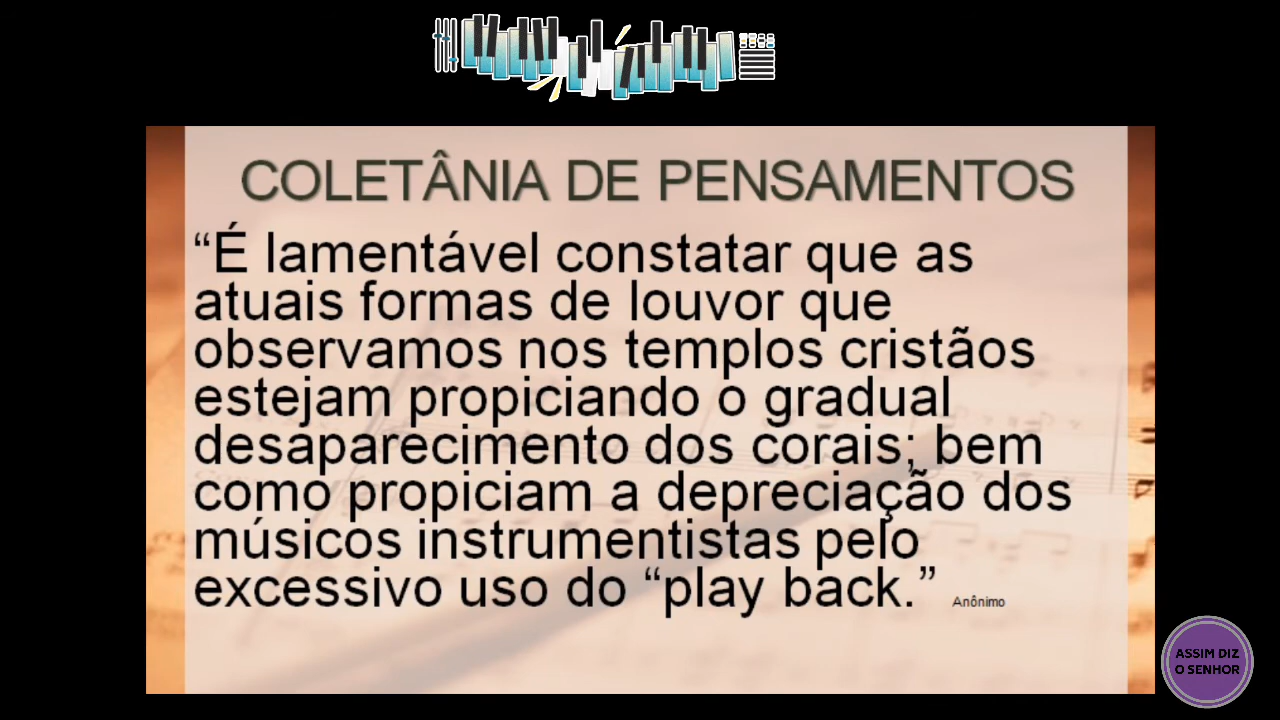 COLETÂNIA DE PENSAMENTOS
“É lamentável constatar que as
atuais formas de louvor que
observamos nos templos cristãos
estejam propiciando o gradual
desaparecimento dos corais; bem
como propiciam a depreciação dos
músicos instrumentistas pelo
excessivo uso do “play back.” Anônimo
ASSIM DIZ
O SENHOR